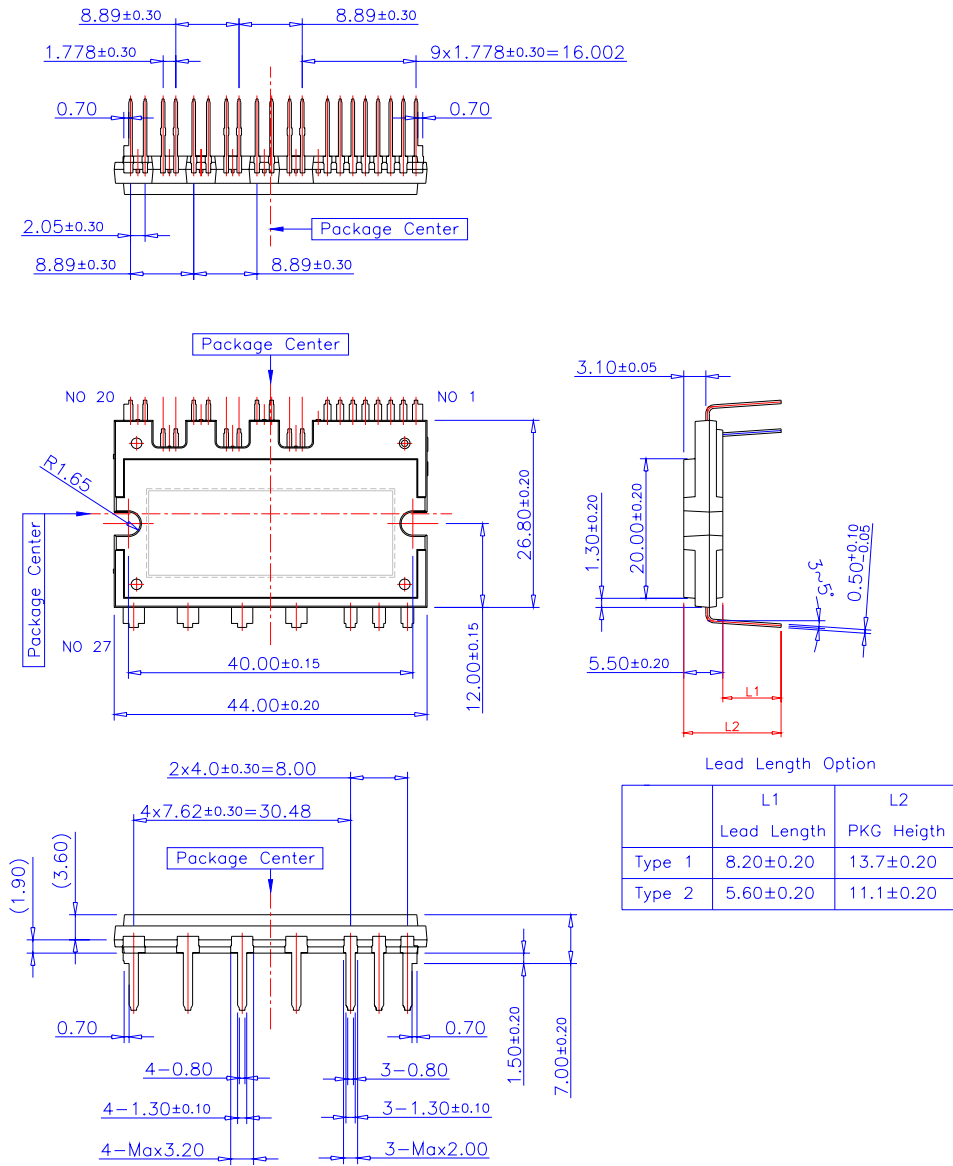 8.89±0.30
8.89±0.30
1.778±0.30
9x1.778±0.30=16.002
0.70
0.70
2.05±0.30
Package Center
8.89±0.30
8.89±0.30
Package Center
NO 20
NO 1
3.10±0.05
R1.65
Package Center
26.80±0.20
1.30±0.20
20.00±0.20
3~5°
0.50+0.10
-0.05
NO 27
40.00±0.15
12.00±0.15
44.00±0.20
5.50±0.20
L1
L2
2x4.0±0.30=8.00
4x7.62±0.30=30.48
Package Center
(3.60)
(1.90)
0.70
0.70
1.50±0.20
7.00±0.20
4-0.80
3-0.80
4-1.30±0.10
3-1.30±0.10
4-Max3.20
3-Max2.00
Lead Length Option
L1 L2
Lead Length PKG Heigth
Type 1 8.20±0.20 13.7±0.20
Type 2 5.60±0.20 11.1±0.20